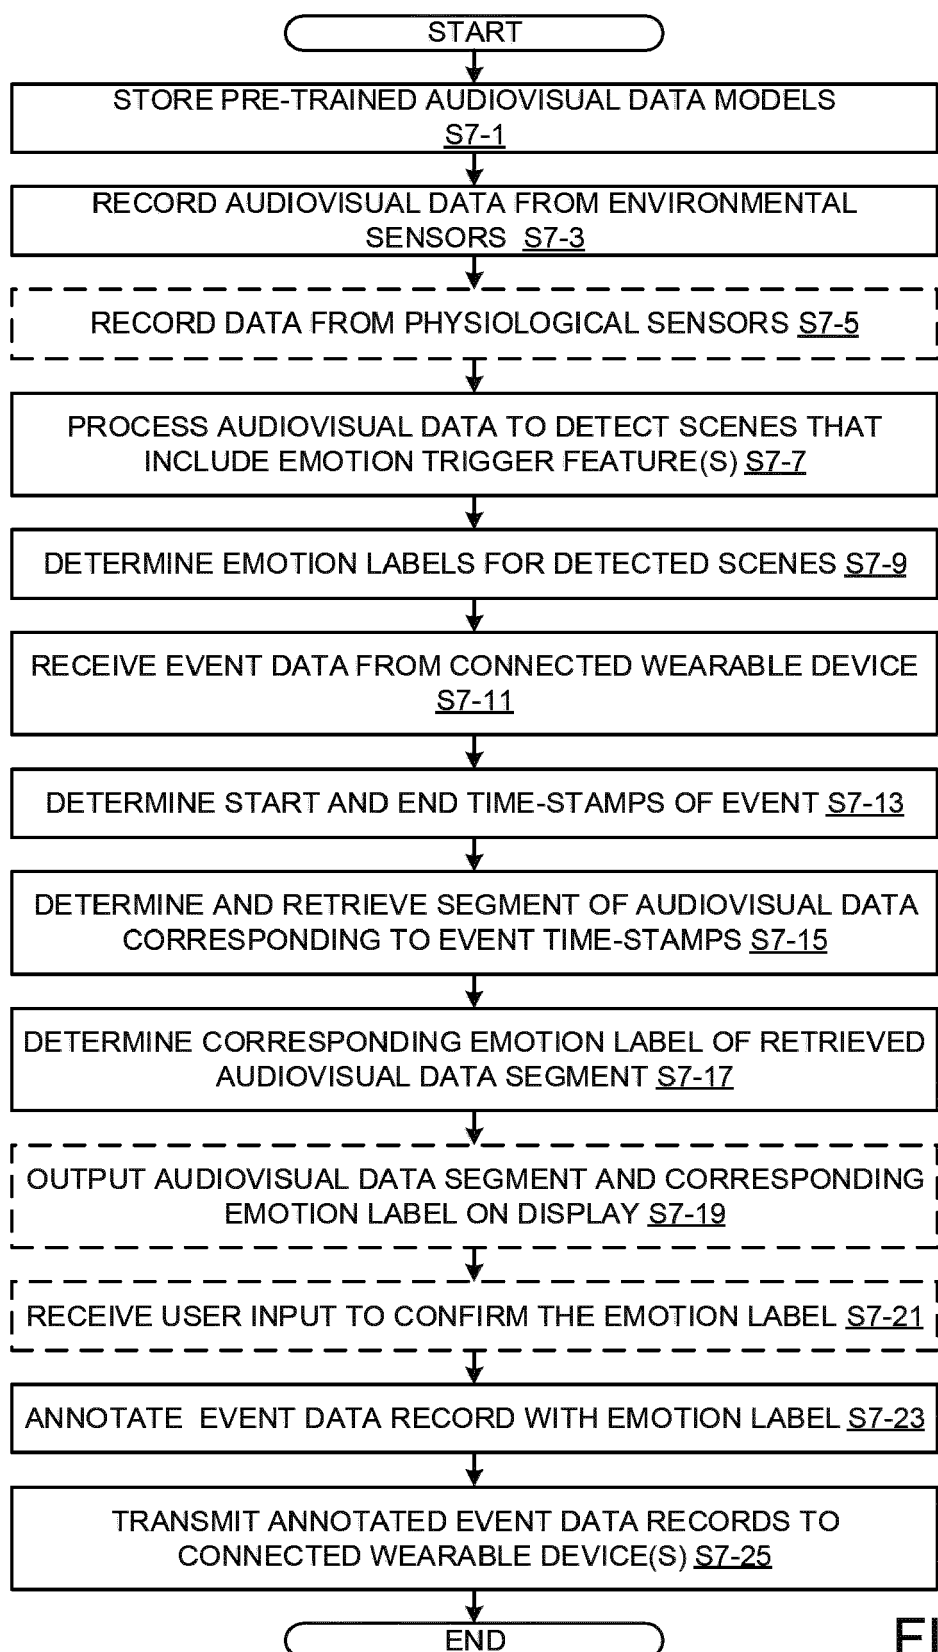 START
STORE PRE-TRAINED AUDIOVISUAL DATA MODELS
S7-1
RECORD AUDIOVISUAL DATA FROM ENVIRONMENTAL
SENSORS S7-3
RECORD DATA FROM PHYSIOLOGICAL SENSORS S7-5
PROCESS AUDIOVISUAL DATA TO DETECT SCENES THAT
INCLUDE EMOTION TRIGGER FEATURE(S) S7-7
DETERMINE EMOTION LABELS FOR DETECTED SCENES S7-9
RECEIVE EVENT DATA FROM CONNECTED WEARABLE DEVICE
S7-11
DETERMINE START AND END TIME-STAMPS OF EVENT S7-13
DETERMINE AND RETRIEVE SEGMENT OF AUDIOVISUAL DATA
CORRESPONDING TO EVENT TIME-STAMPS S7-15
DETERMINE CORRESPONDING EMOTION LABEL OF RETRIEVED
AUDIOVISUAL DATA SEGMENT S7-17
OUTPUT AUDIOVISUAL DATA SEGMENT AND CORRESPONDING
EMOTION LABEL ON DISPLAY S7-19
RECEIVE USER INPUT TO CONFIRM THE EMOTION LABEL S7-21
ANNOTATE EVENT DATA RECORD WITH EMOTION LABEL S7-23
TRANSMIT ANNOTATED EVENT DATA RECORDS TO
CONNECTED WEARABLE DEVICE(S) S7-25
END